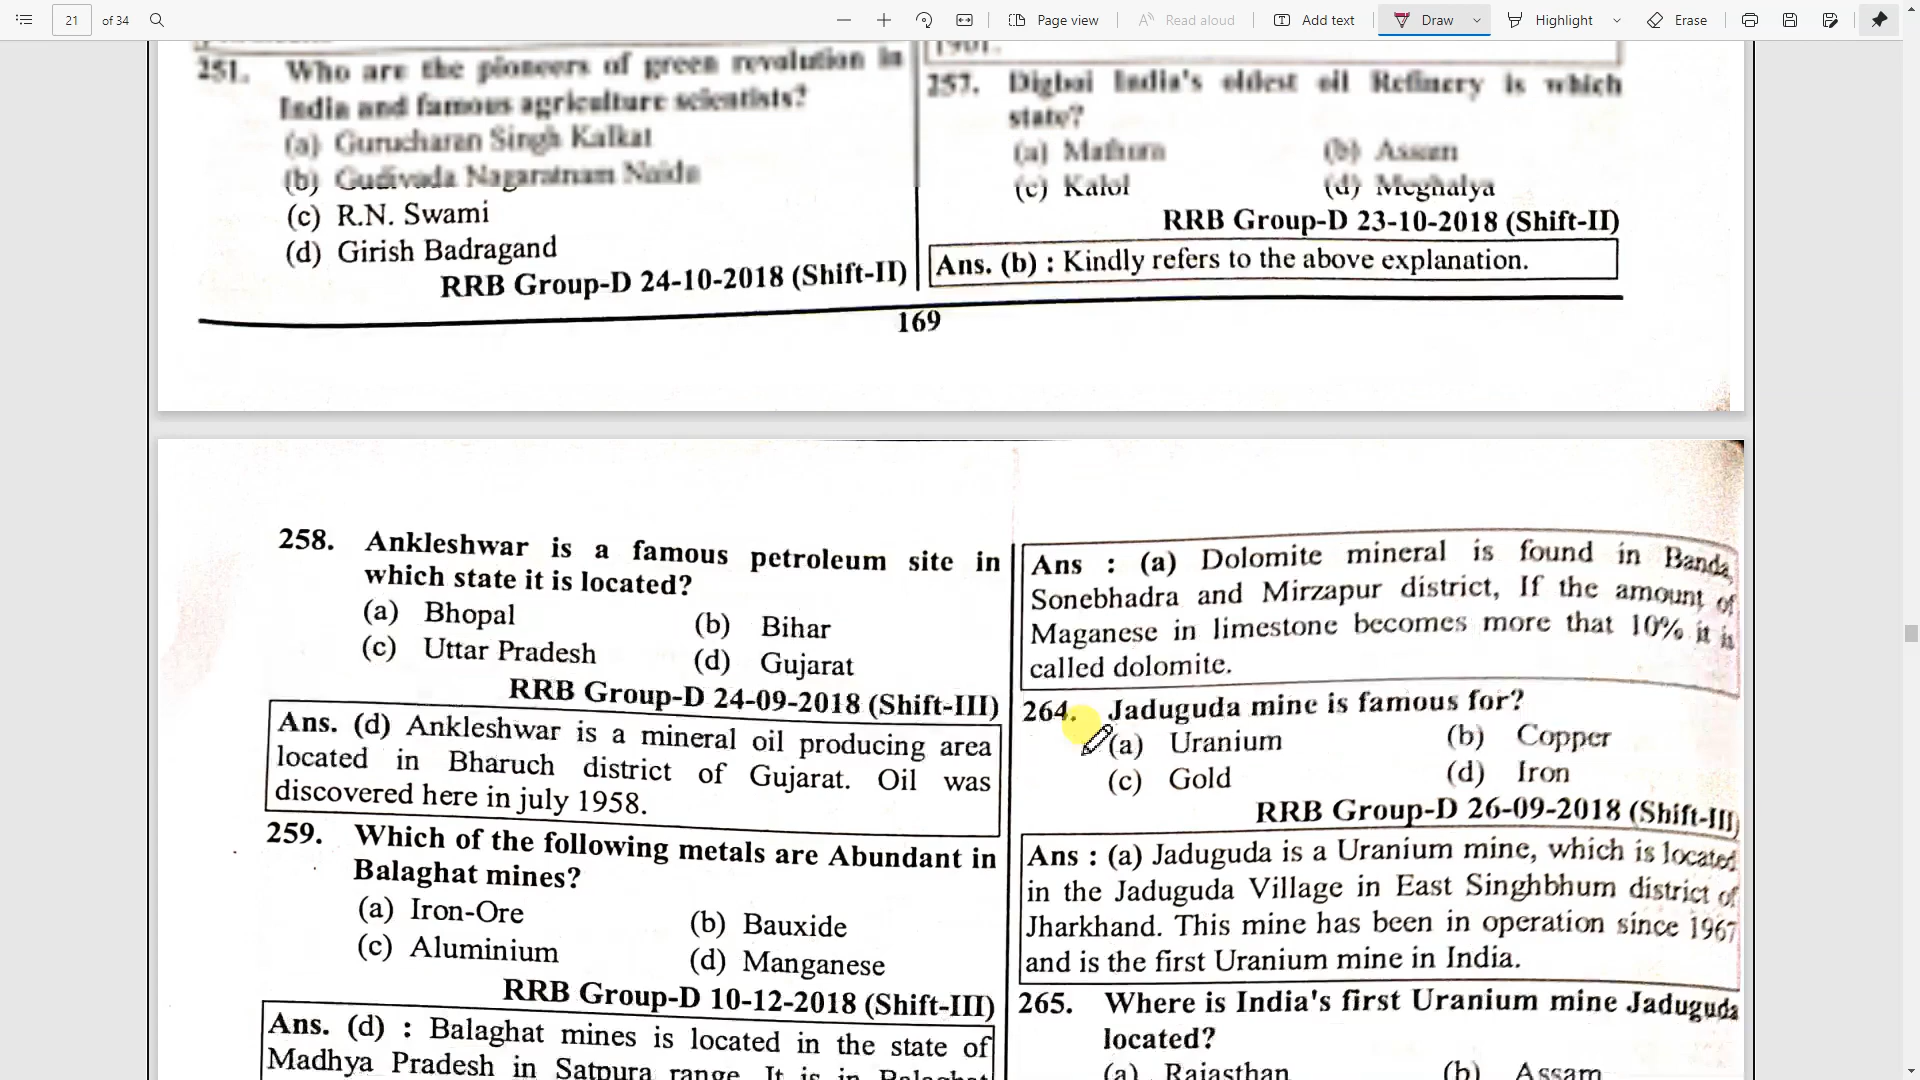 21 of 34
Page view
Read aloud
Add text
Draw
Highlight
Erase
251. Who are the pioneers of green revolution in
India and famous agriculture scientists?
(a) Gurucharan Singh Kalkat
(b) Gudivada Nagaratnam Naidu
(c) R.N. Swami
(d) Girish Badragand
RRB Group-D 24-10-2018 (Shift-II)
1901.
257. Digboi India's oldest oil Refinery is which
state?
(a) Mathura (b) Assam
(c) Kalol (d) Meghalya
RRB Group-D 23-10-2018 (Shift-II)
Ans. (b) : Kindly refers to the above explanation.
169
258. Ankleshwar is a famous petroleum site in
which state it is located?
(a) Bhopal (b) Bihar
(c) Uttar Pradesh (d) Gujarat
RRB Group-D 24-09-2018 (Shift-III)
Ans. (d) Ankleshwar is a mineral oil producing area
located in Bharuch district of Gujarat. Oil was
discovered here in july 1958.
259. Which of the following metals are Abundant in
Balaghat mines?
(a) Iron-Ore (b) Bauxide
(c) Aluminium (d) Manganese
RRB Group-D 10-12-2018 (Shift-III)
Ans. (d) : Balaghat mines is located in the state of
Madhya Pradesh in Satpura range. It is in Balaghat
Ans : (a) Dolomite mineral is found in Banda,
Sonebhadra and Mirzapur district, If the amount of
Maganese in limestone becomes more that 10% it is
called dolomite.
264. Jaduguda mine is famous for?
(a) Uranium (b) Copper
(c) Gold (d) Iron
RRB Group-D 26-09-2018 (Shift-III)
Ans : (a) Jaduguda is a Uranium mine, which is located
in the Jaduguda Village in East Singhbhum district of
Jharkhand. This mine has been in operation since 1967
and is the first Uranium mine in India.
265. Where is India's first Uranium mine Jaduguda
located?
(a) Rajasthan (b) Assam